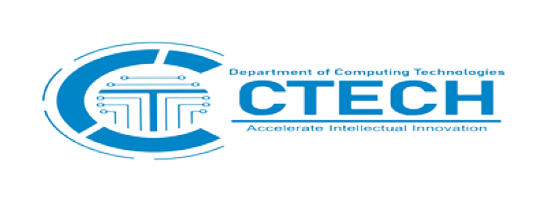 Department of Computing Technologies
CTECH
Accelerate Intellectual Innovation